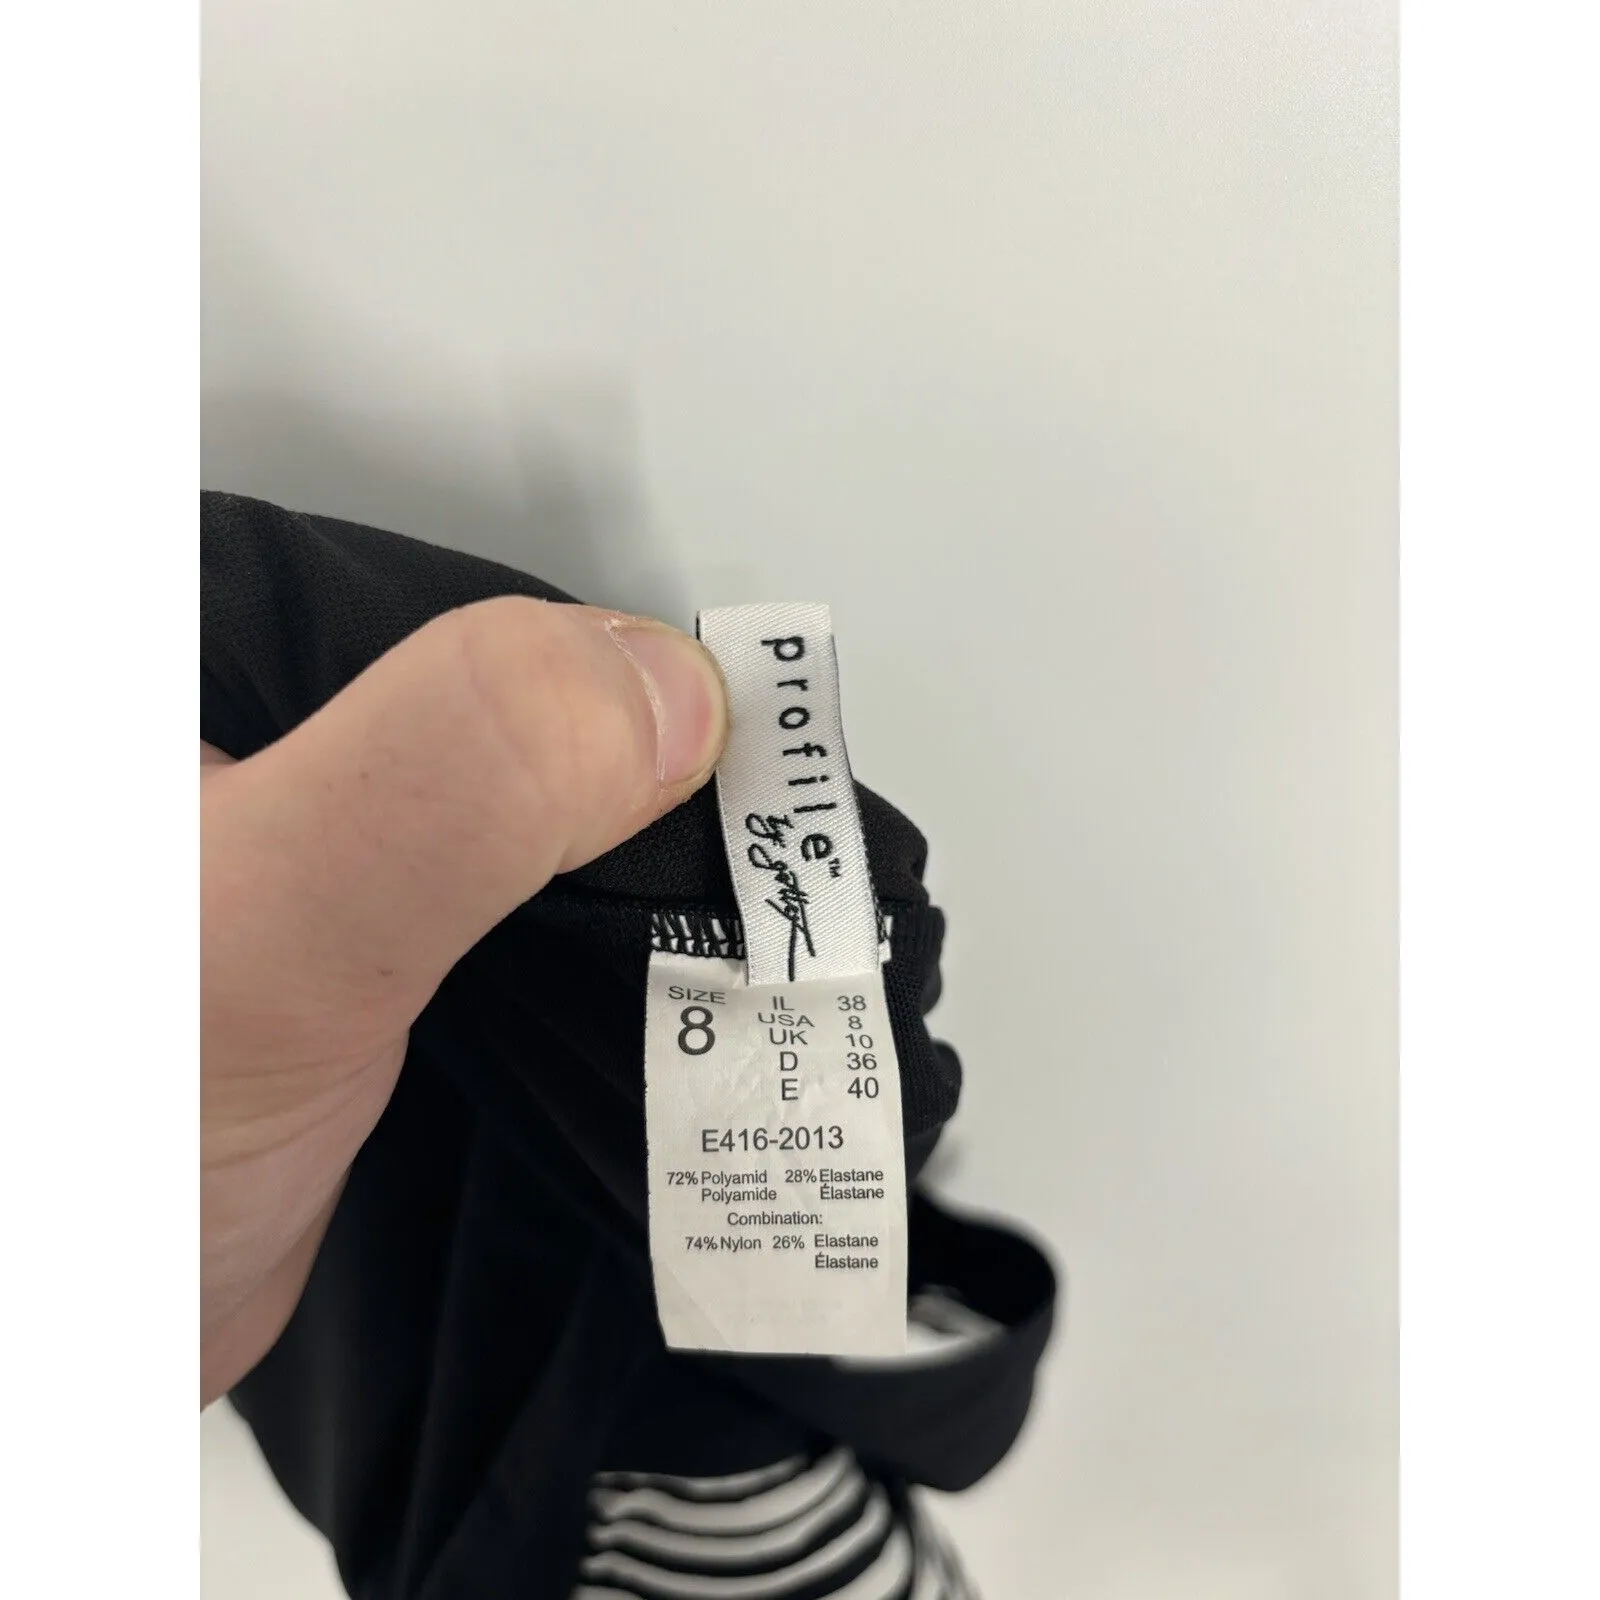 profile™
by gottex
SIZE
8
IL 38
USA 8
UK 10
D 36
E 40
E416-2013
72% Polyamid 28% Elastane
Polyamide Élastane
Combination:
74% Nylon 26% Elastane
Élastane